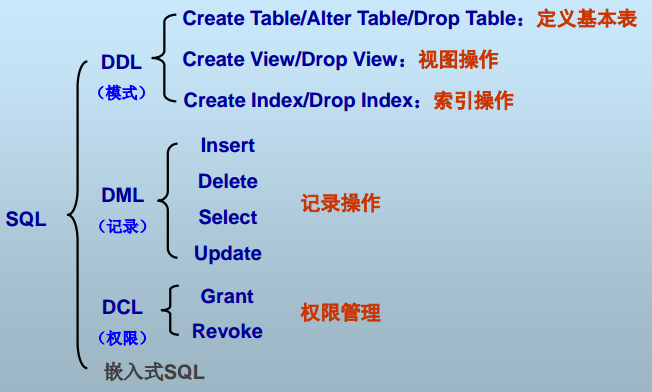 Create Table/Alter Table/Drop Table：定义基本表
DDL
（模式）
Create View/Drop View：视图操作
Create Index/Drop Index：索引操作
SQL
DML
（记录）
Insert
Delete
Select
Update
记录操作
DCL
（权限）
Grant
Revoke
权限管理
嵌入式SQL